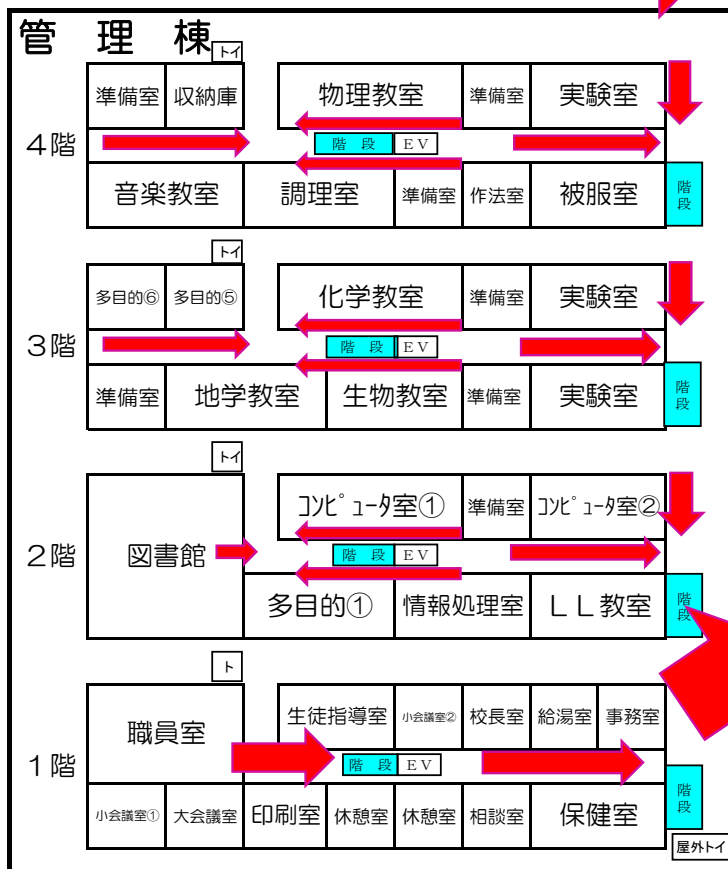 管理棟
トイ
準備室 収納庫 物理教室 準備室 実験室
4階
階段 EV
音楽教室 調理室 準備室 作法室 被服室
階段
トイ
多目的⑥ 多目的⑤ 化学教室 準備室 実験室
3階
階段 EV
準備室 地学教室 生物教室 準備室 実験室
階段
トイ
コンピュータ室① 準備室 コンピュータ室②
2階
図書館
階段 EV
多目的① 情報処理室 LL教室
階段
ト
職員室 生徒指導室 小会議室② 校長室 給湯室 事務室
1階
階段 EV
小会議室① 大会議室 印刷室 休憩室 休憩室 相談室 保健室
階段
屋外トイ